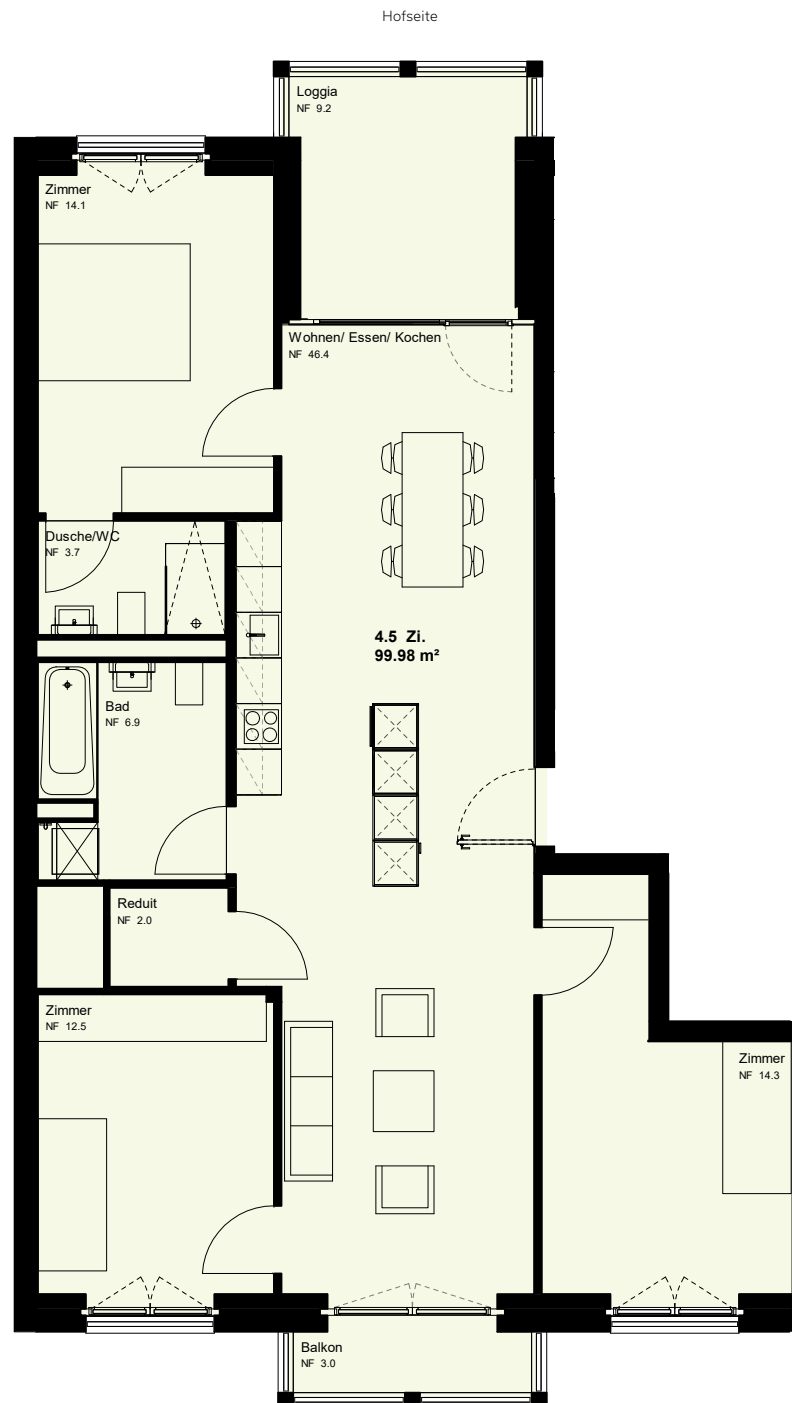 Hofseite
Loggia
NF 9.2
Zimmer
NF 14.1
Wohnen/ Essen/ Kochen
NF 46.4
Dusche/WC
NF 3.7
4.5 Zi.
99.98 m²
Bad
NF 6.9
Reduit
NF 2.0
Zimmer
NF 12.5
Zimmer
NF 14.3
Balkon
NF 3.0